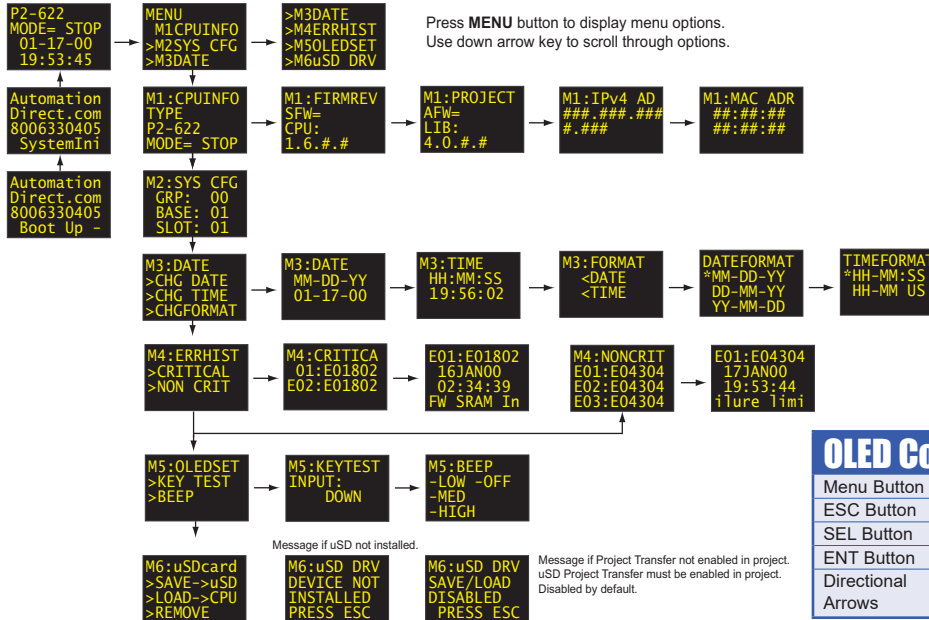 P2-622
MODE= STOP
01-17-00
19:53:45
MENU
M1CPUINFO
>M2SYS CFG
>M3DATE
>M3DATE
>M4ERRHIST
>M5OLEDSET
>M6uSD DRV
Press MENU button to display menu options.
Use down arrow key to scroll through options.
Automation
Direct.com
8006330405
SystemIni
M1:CPUINFO
TYPE
P2-622
MODE= STOP
M1:FIRMREV
SFW=
CPU:
1.6.#.#
M1:PROJECT
AFW=
LIB:
4.0.#.#
M1:IPv4 AD
###.###.###
#.###
M1:MAC ADR
##:##:##
##:##:##
Automation
Direct.com
8006330405
Boot Up -
M2:SYS CFG
GRP: 00
BASE: 01
SLOT: 01
M3:DATE
>CHG DATE
>CHG TIME
>CHGFORMAT
M3:DATE
MM-DD-YY
01-17-00
M3:TIME
HH:MM:SS
19:56:02
M3:FORMAT
<DATE
<TIME
DATEFORMAT
*MM-DD-YY
DD-MM-YY
YY-MM-DD
TIMEFORMAT
*HH-MM:SS
HH-MM US
M4:ERRHIST
>CRITICAL
>NON CRIT
M4:CRITICA
01:E01802
E02:E01802
E01:E01802
16JAN00
02:34:39
FW SRAM In
M4:NONCRIT
E01:E04304
E02:E04304
E03:E04304
E01:E04304
17JAN00
19:53:44
ilure limi
M5:OLEDSET
>KEY TEST
>BEEP
M5:KEYTEST
INPUT:
DOWN
M5:BEEP
-LOW -OFF
-MED
-HIGH
OLED Co
Menu Button
ESC Button
SEL Button
ENT Button
Directional
Arrows
Message if uSD not installed.
M6:uSDcard
>SAVE->uSD
>LOAD->CPU
>REMOVE
M6:uSD DRV
DEVICE NOT
INSTALLED
PRESS ESC
M6:uSD DRV
SAVE/LOAD
DISABLED
PRESS ESC
Message if Project Transfer not enabled in project.
uSD Project Transfer must be enabled in project.
Disabled by default.